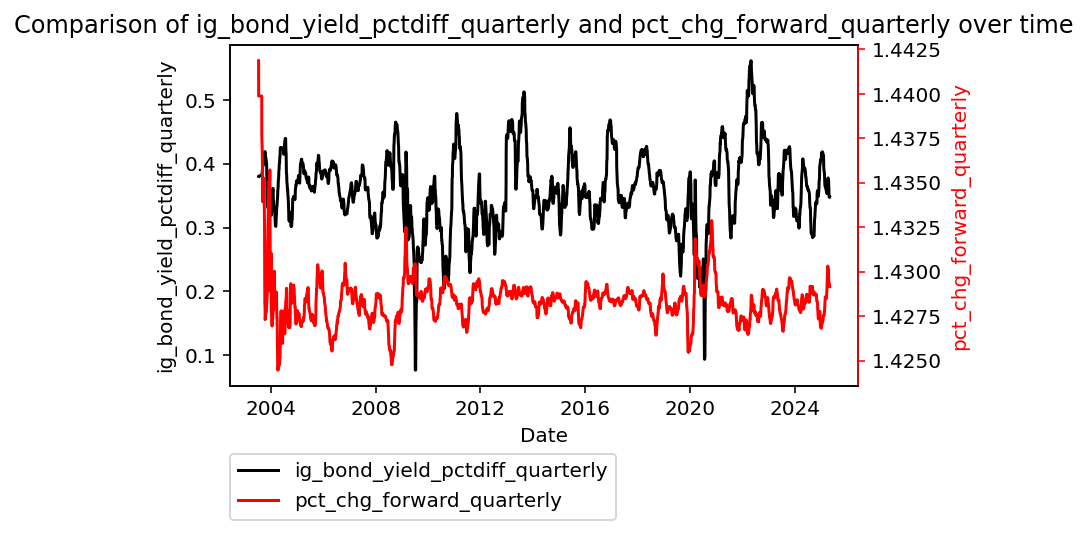 Comparison of ig_bond_yield_pctdiff_quarterly and pct_chg_forward_quarterly over time
ig_bond_yield_pctdiff_quarterly
0.5
0.4
0.3
0.2
0.1
1.4425
1.4400
1.4375
1.4350
1.4325
1.4300
1.4275
1.4250
pct_chg_forward_quarterly
2004 2008 2012 2016 2020 2024
Date
ig_bond_yield_pctdiff_quarterly
pct_chg_forward_quarterly